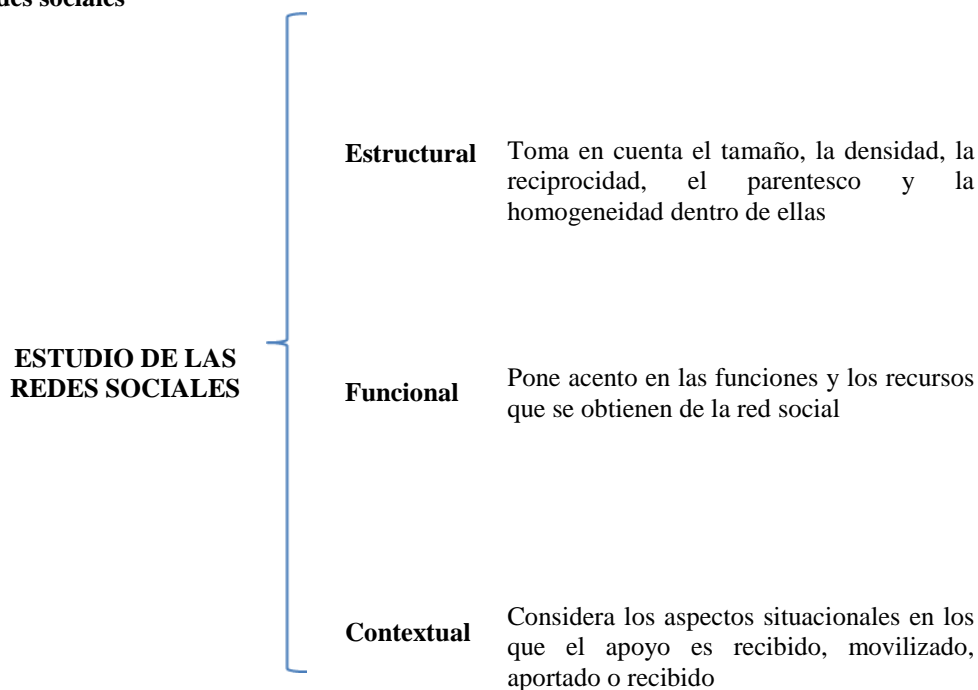 des sociales
Estructural Toma en cuenta el tamaño, la densidad, la
reciprocidad, el parentesco y la
homogeneidad dentro de ellas
ESTUDIO DE LAS
REDES SOCIALES
Funcional Pone acento en las funciones y los recursos
que se obtienen de la red social
Contextual Considera los aspectos situacionales en los
que el apoyo es recibido, movilizado,
aportado o recibido